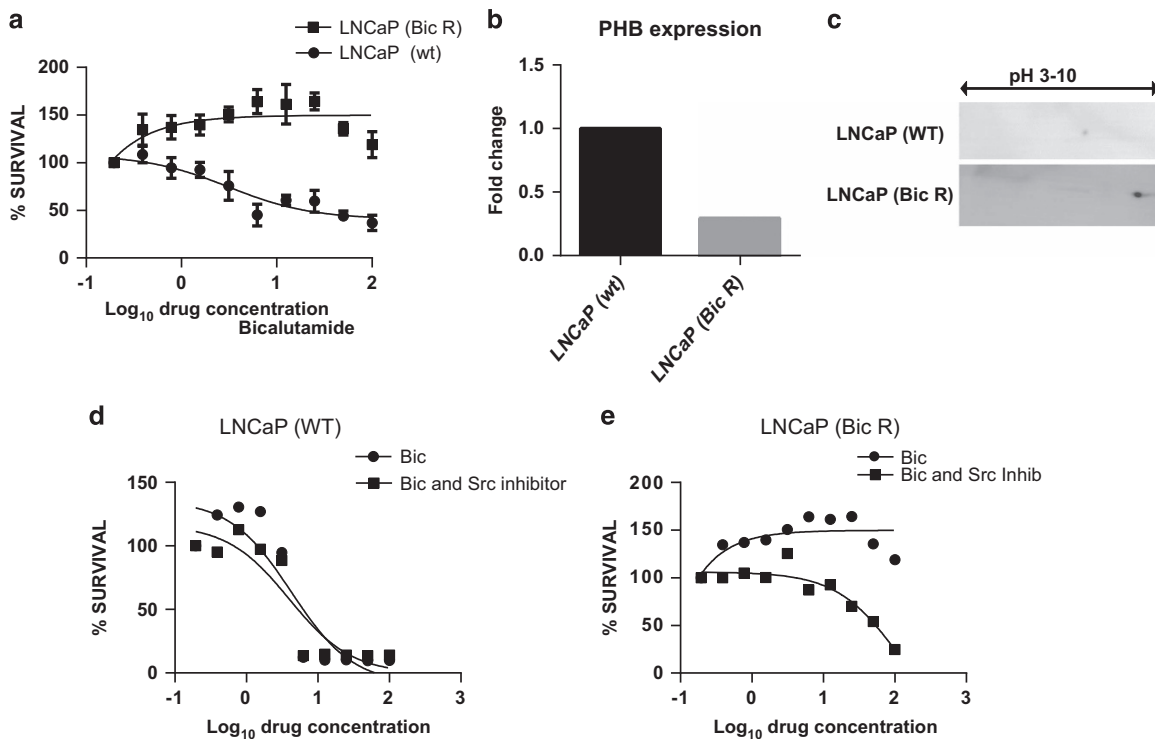 a
LNCaP (Bic R)
LNCaP (wt)
% SURVIVAL
200
150
100
50
0
-1
0
1
2
Log10 drug concentration
Bicalutamide
b
PHB expression
Fold change
1.5
1.0
0.5
0.0
LNCaP (wt)
LNCaP (Bic R)
c
pH 3-10
LNCaP (WT)
LNCaP (Bic R)
d
LNCaP (WT)
Bic
Bic and Src inhibitor
% SURVIVAL
150
100
50
0
-1
0
1
2
3
Log10 drug concentration
e
LNCaP (Bic R)
Bic
Bic and Src Inhib
% SURVIVAL
200
150
100
50
0
-1
0
1
2
3
Log10 drug concentration